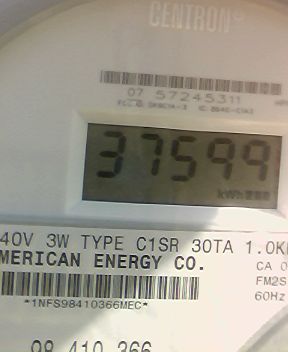 CENTRON
07 57245311
37599
kWh
40V 3W TYPE C1SR 30TA 1.0K
MERICAN ENERGY CO.
CA 0
FM2S
*1NFS98410366MEC*
60Hz
98 410 366